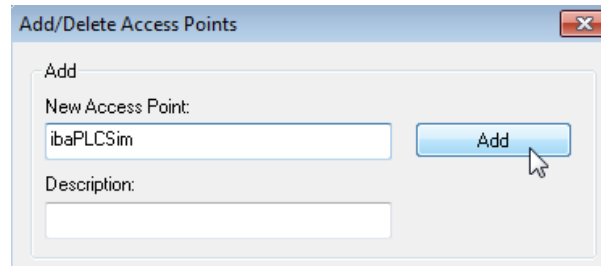 Add/Delete Access Points
Add
New Access Point:
ibaPLCSim
Add
Description: